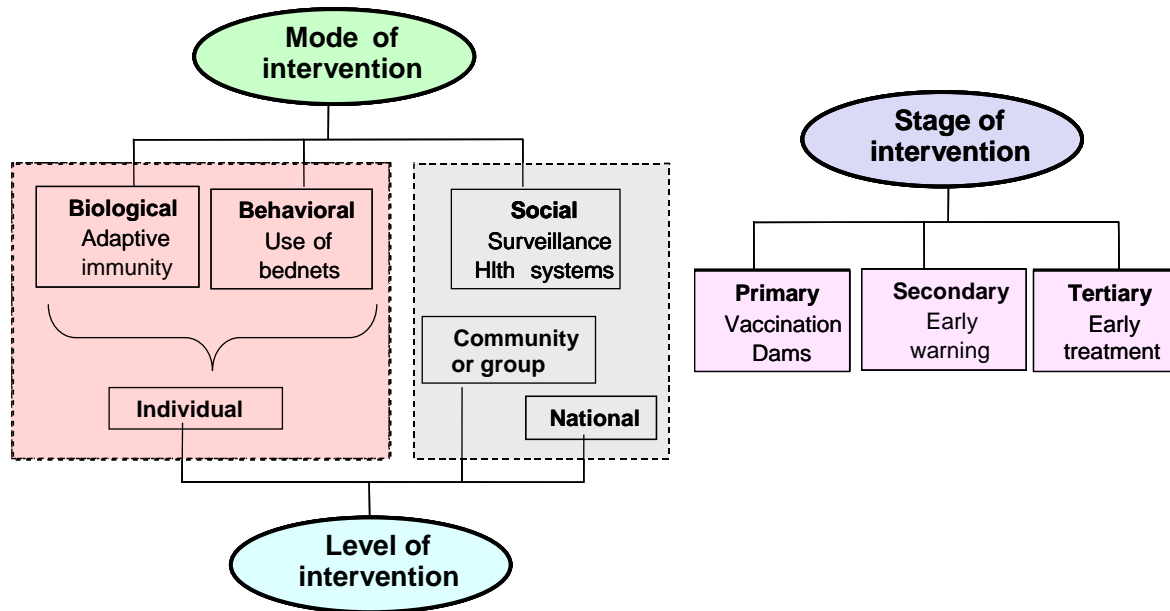 Mode of
intervention
Biological
Adaptive
immunity
Behavioral
Use of
bednets
Social
Surveillance
Hlth systems
Individual
Community
or group
National
Level of
intervention
Stage of
intervention
Primary
Vaccination
Dams
Secondary
Early
warning
Tertiary
Early
treatment